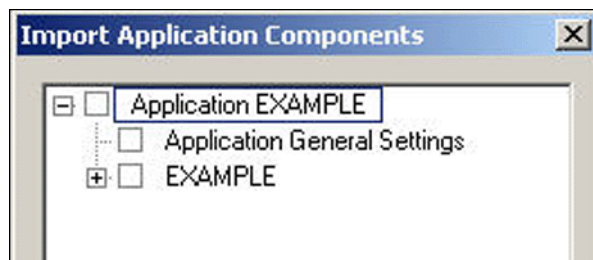 Import Application Components
Application EXAMPLE
Application General Settings
EXAMPLE